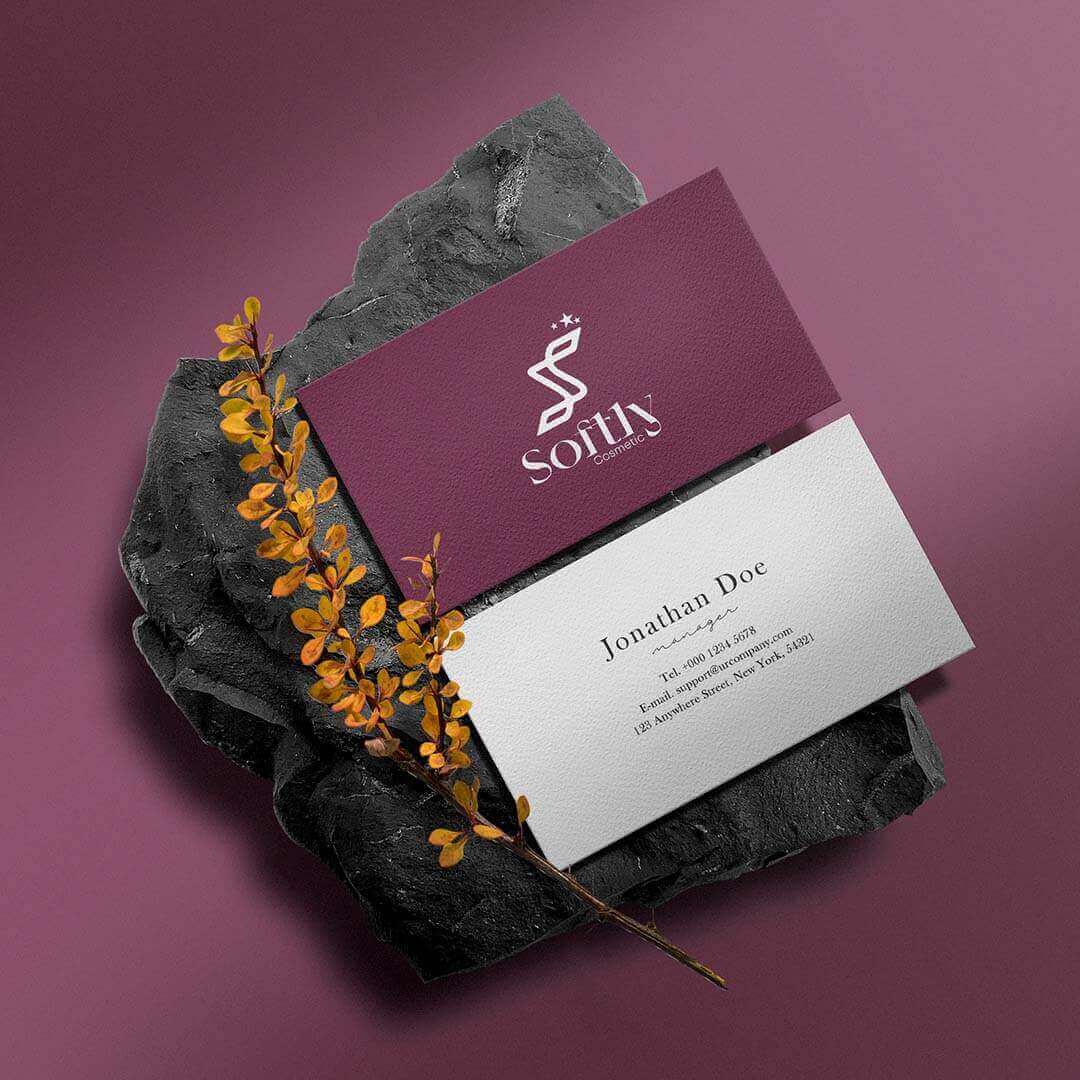 softly
Cosmetic
Jonathan Doe
manager
Tel. +000 1234 5678
E-mail. support@urcompany.com
123 Anywhere Street, New York, 54321